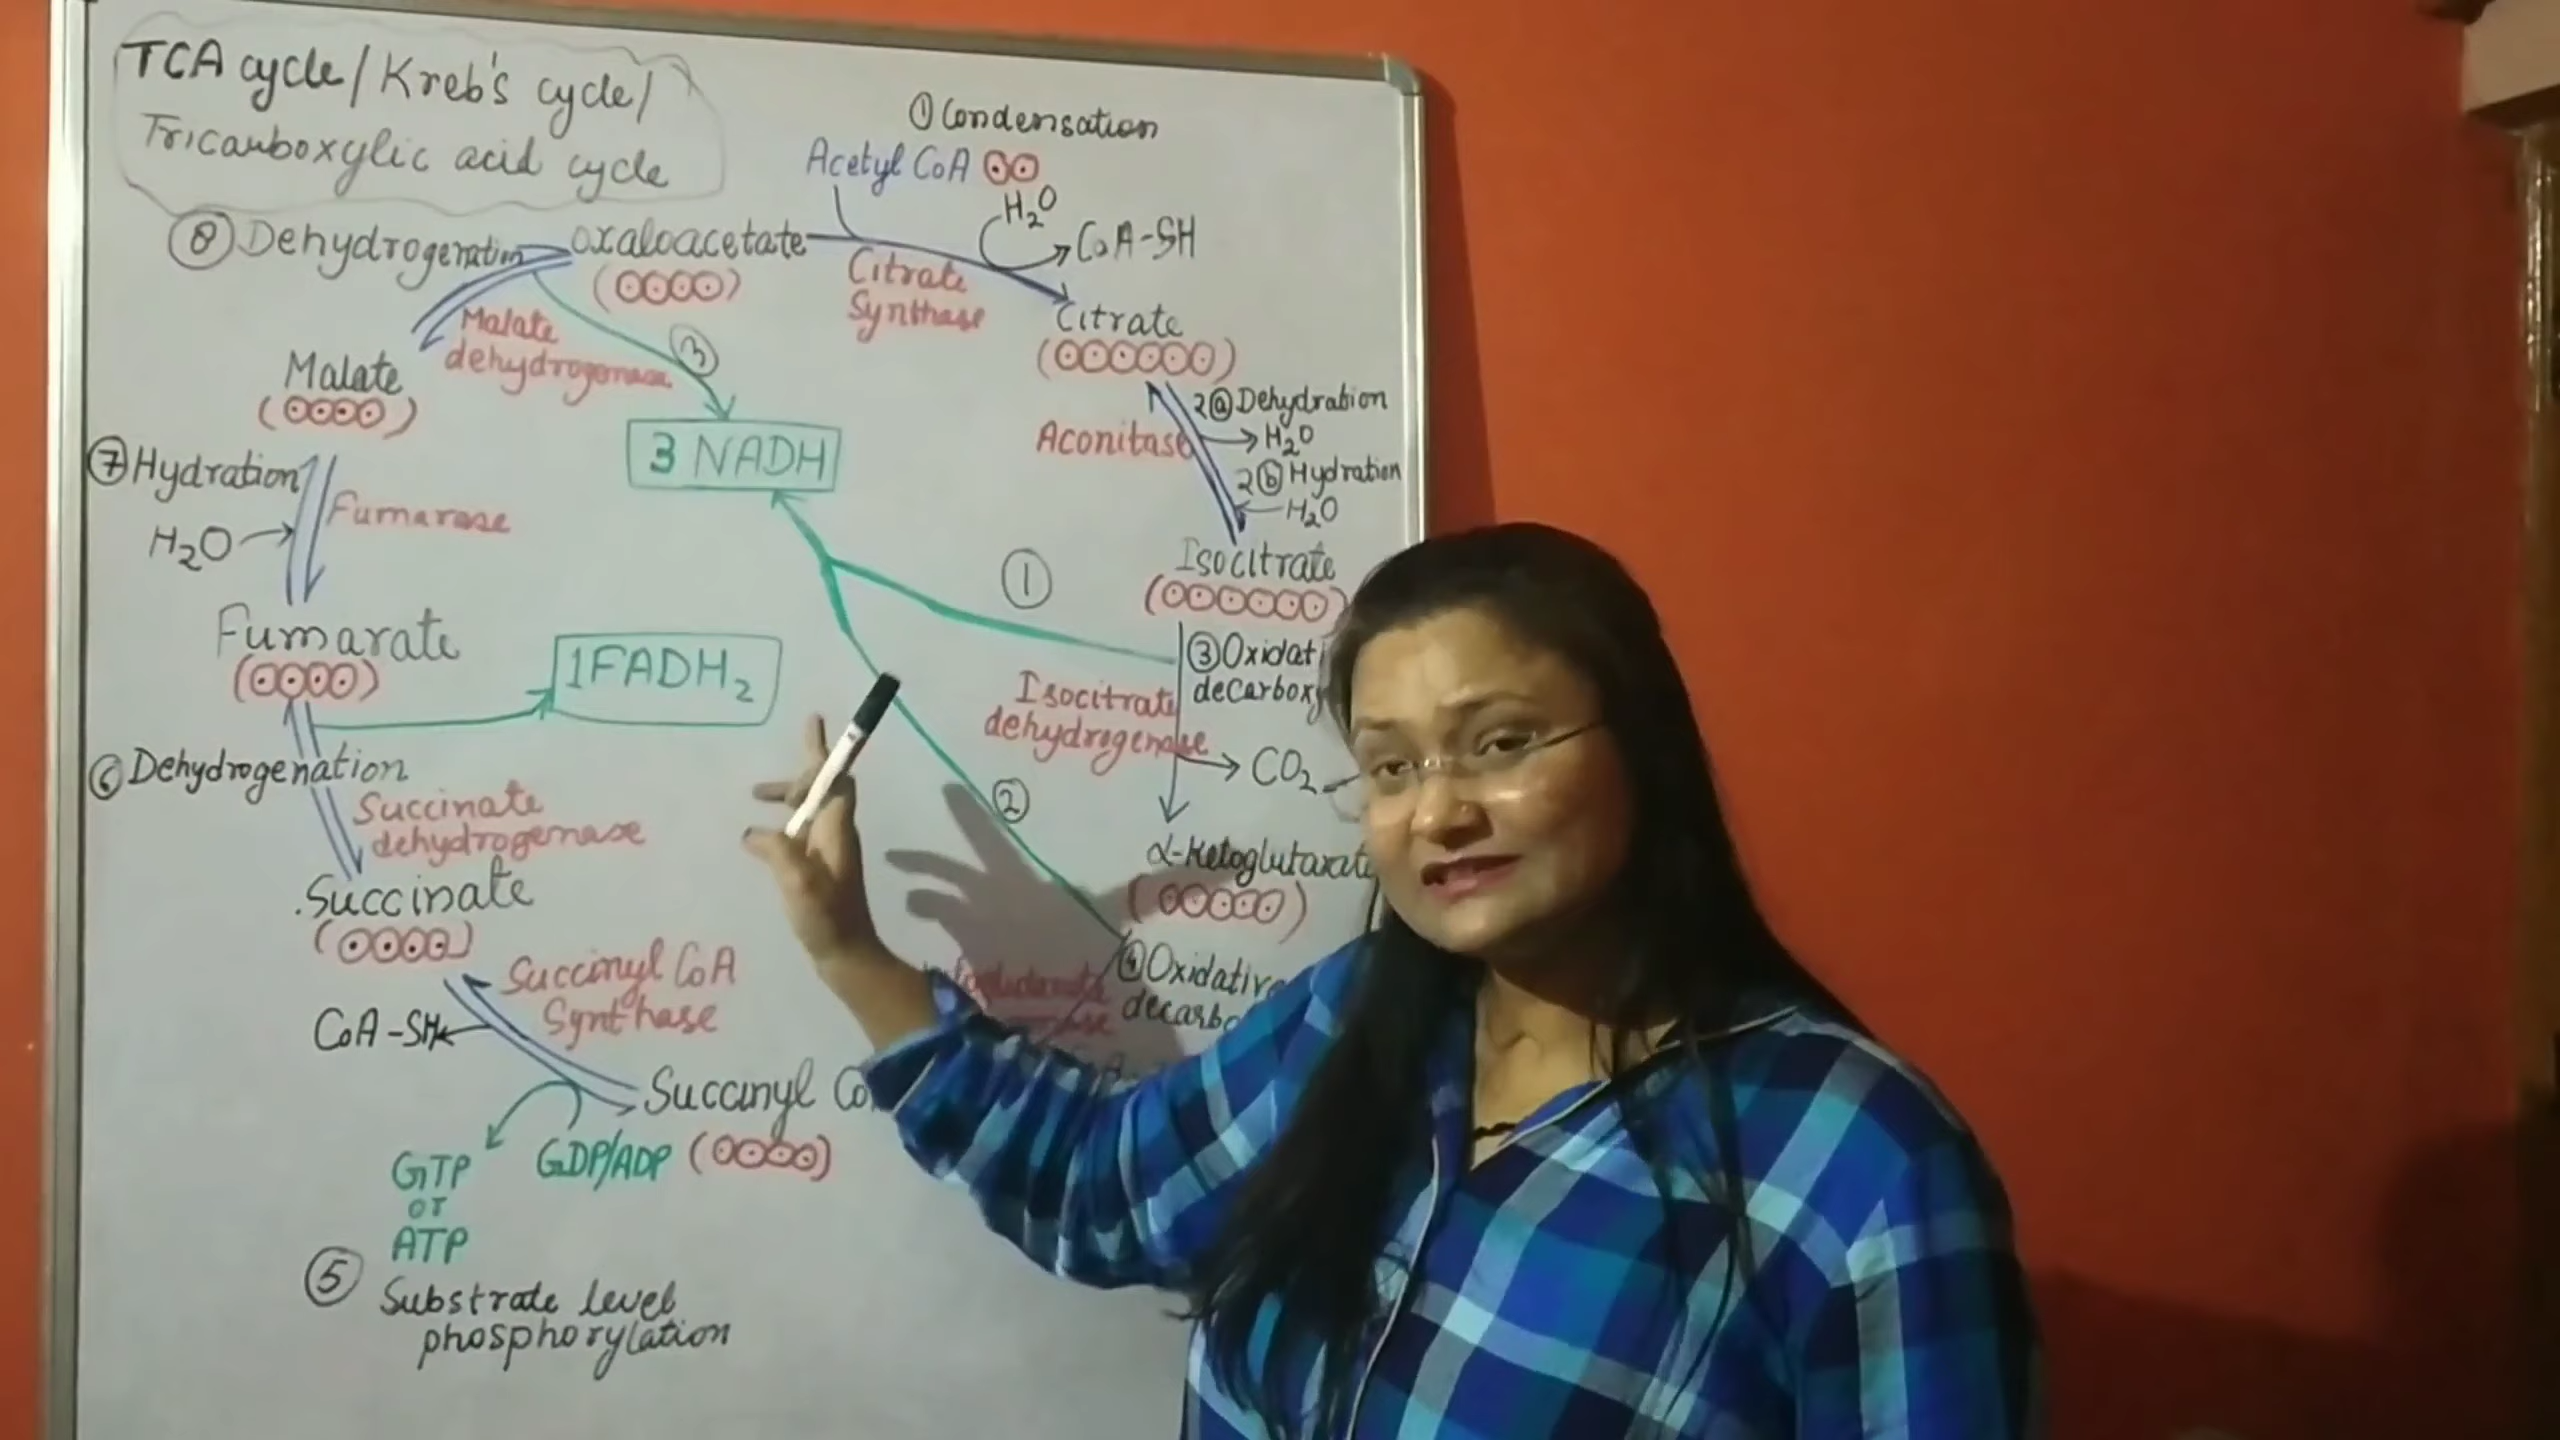 TCA cycle/Kreb's cycle/
Tricarboxylic acid cycle
① Condensation
Acetyl CoA
H2O
CoA-SH
⑧ Dehydrogenation
Oxaloacetate
Citrate
Synthase
Citrate
Malate
dehydrogenase
③
Malate
3 NADH
Aconitase
2ⓐ Dehydration
H2O
2ⓑ Hydration
H2O
⑦ Hydration
Fumarase
H2O
Isocitrate
①
Fumarate
1FADH2
③ Oxidati
decarboxy
Isocitrate
dehydrogenase
CO2
⑥ Dehydrogenation
Succinate
dehydrogenase
②
α-Ketoglutarate
Succinate
④ Oxidative
decarbo
Succinyl CoA
Synthase
CoA-SH
Succinyl Co
GDP/ADP
GTP
or
ATP
⑤ Substrate level
phosphorylation